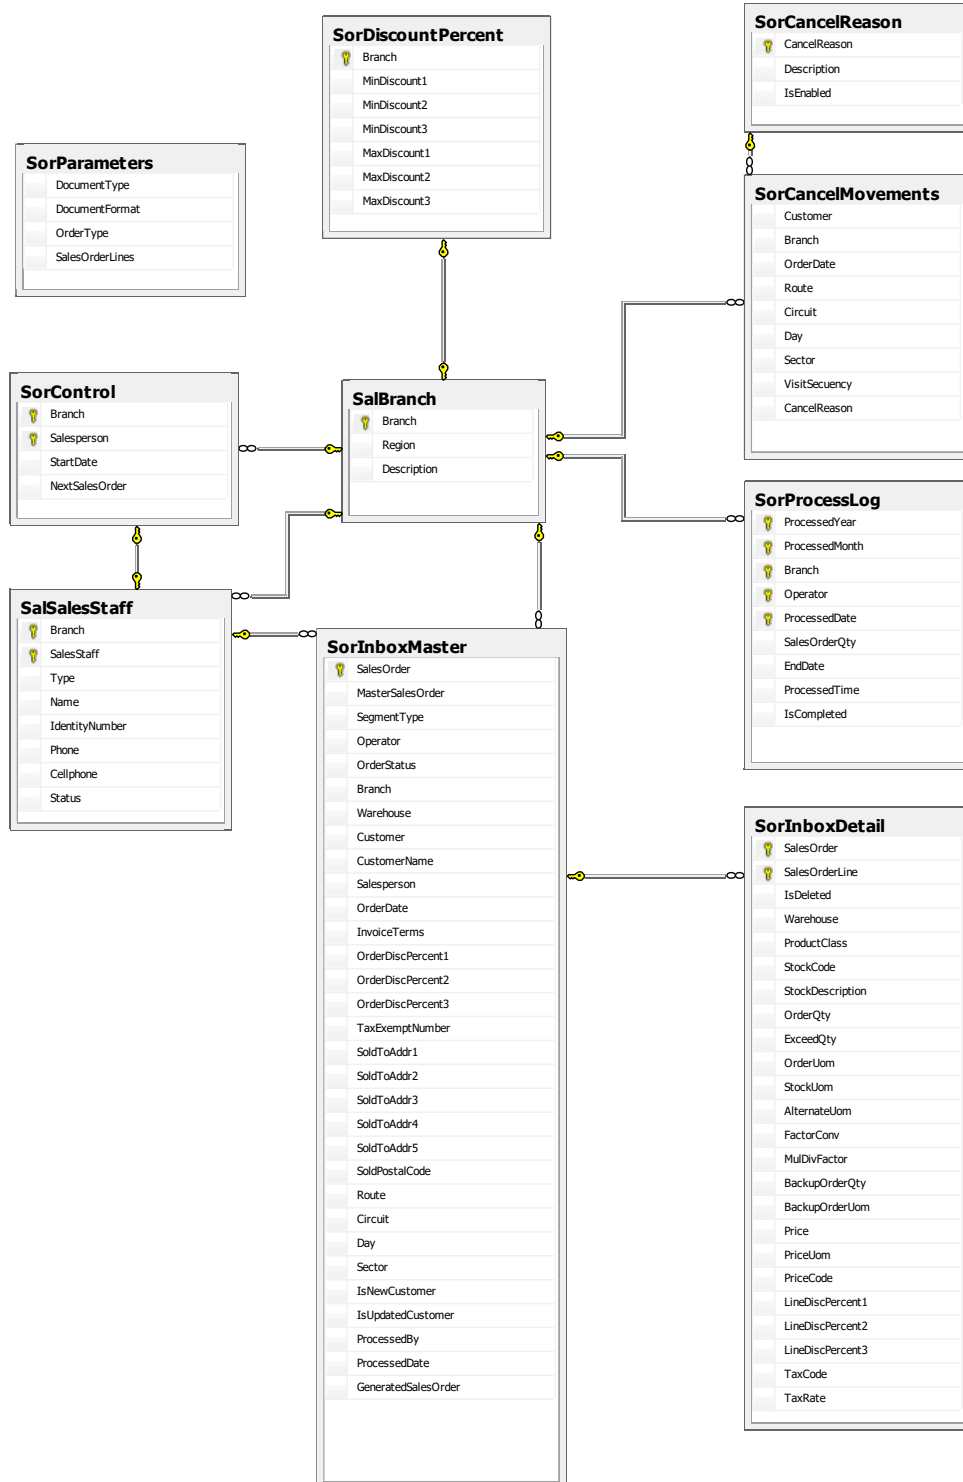 SorDiscountPercent
Branch
MinDiscount1
MinDiscount2
MinDiscount3
MaxDiscount1
MaxDiscount2
MaxDiscount3
SorCancelReason
CancelReason
Description
IsEnabled
SorParameters
DocumentType
DocumentFormat
OrderType
SalesOrderLines
SorCancelMovements
Customer
Branch
OrderDate
Route
Circuit
Day
Sector
VisitSecuency
CancelReason
SorControl
Branch
Salesperson
StartDate
NextSalesOrder
SalBranch
Branch
Region
Description
SorProcessLog
ProcessedYear
ProcessedMonth
Branch
Operator
ProcessedDate
SalesOrderQty
EndDate
ProcessedTime
IsCompleted
SalSalesStaff
Branch
SalesStaff
Type
Name
IdentityNumber
Phone
Cellphone
Status
SorInboxMaster
SalesOrder
MasterSalesOrder
SegmentType
Operator
OrderStatus
Branch
Warehouse
Customer
CustomerName
Salesperson
OrderDate
InvoiceTerms
OrderDiscPercent1
OrderDiscPercent2
OrderDiscPercent3
TaxExemptNumber
SoldToAddr1
SoldToAddr2
SoldToAddr3
SoldToAddr4
SoldToAddr5
SoldPostalCode
Route
Circuit
Day
Sector
IsNewCustomer
IsUpdatedCustomer
ProcessedBy
ProcessedDate
GeneratedSalesOrder
SorInboxDetail
SalesOrder
SalesOrderLine
IsDeleted
Warehouse
ProductClass
StockCode
StockDescription
OrderQty
ExceedQty
OrderUom
StockUom
AlternateUom
FactorConv
MulDivFactor
BackupOrderQty
BackupOrderUom
Price
PriceUom
PriceCode
LineDiscPercent1
LineDiscPercent2
LineDiscPercent3
TaxCode
TaxRate